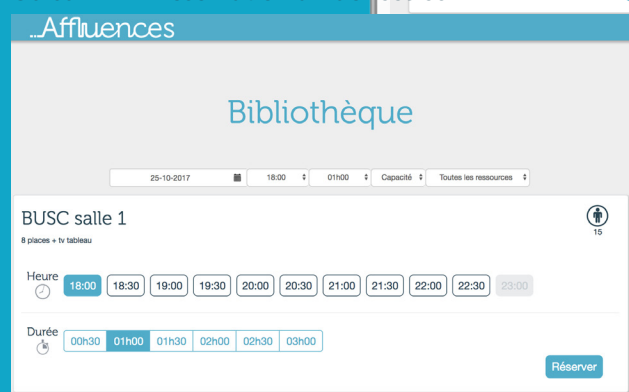 ...Affluences
Bibliothèque
25-10-2017 18:00 01h00 Capacité Toutes les ressources
BUSC salle 1
8 places + tv tableau
15
Heure
18:00 18:30 19:00 19:30 20:00 20:30 21:00 21:30 22:00 22:30 23:00
Durée
00h30 01h00 01h30 02h00 02h30 03h00
Réserver